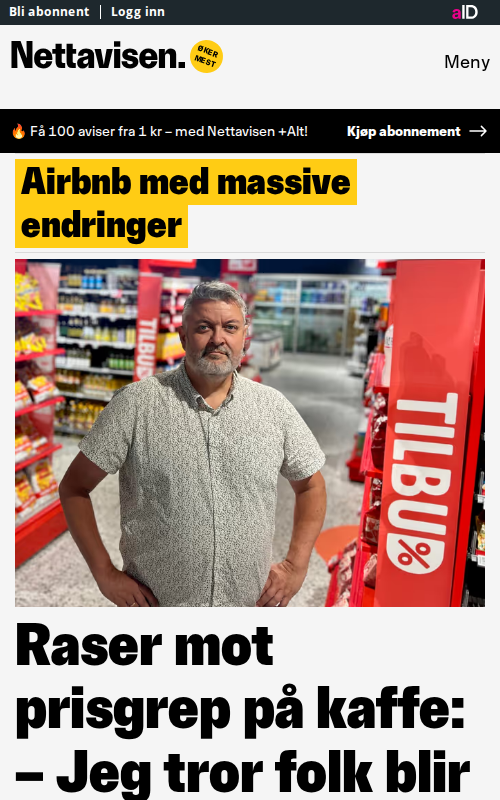 Bli abonnent | Logg inn
aID
Nettavisen.
ØKER
MEST
Meny
🔥 Få 100 aviser fra 1 kr – med Nettavisen +Alt!
Kjøp abonnement →
Airbnb med massive
endringer
TILBUD
TILBUD
%
Raser mot
prisgrep på kaffe:
– Jeg tror folk blir